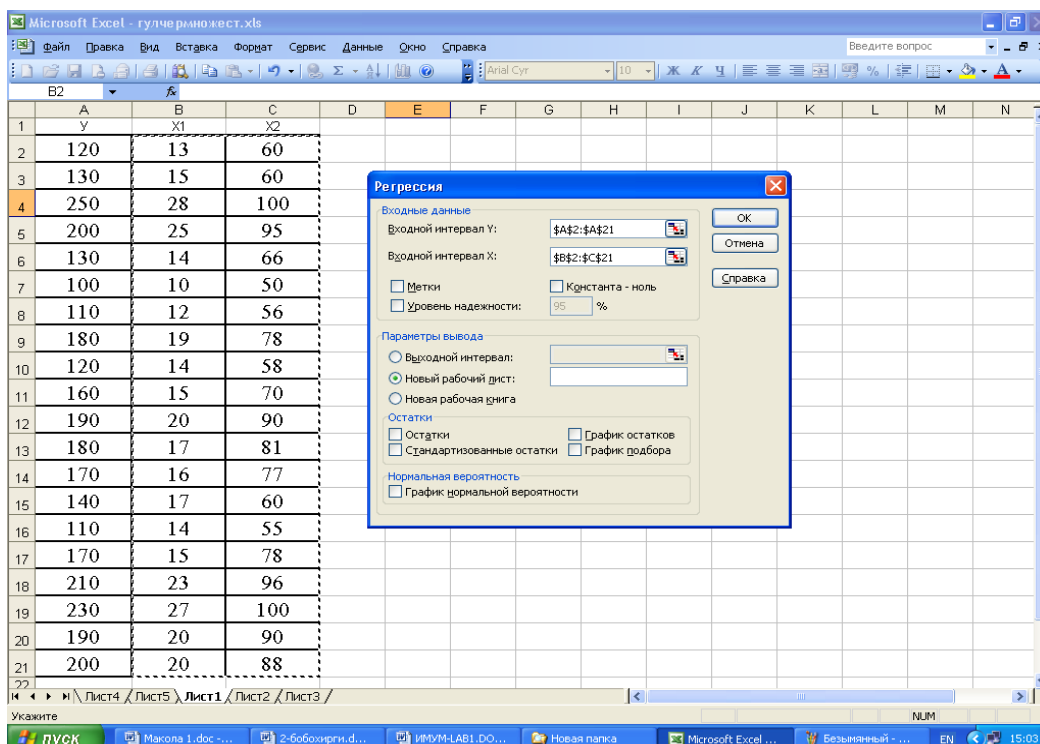 Microsoft Excel - гулчермножест.xls
Файл Правка Вид Вставка Формат Сервис Данные Окно Справка Введите вопрос
Arial Cyr 10 Ж К Ч
B2 fx
A B C D E F G H I J K L M N
1 У X1 X2
2 120 13 60
3 130 15 60
4 250 28 100
5 200 25 95
6 130 14 66
7 100 10 50
8 110 12 56
9 180 19 78
10 120 14 58
11 160 15 70
12 190 20 90
13 180 17 81
14 170 16 77
15 140 17 60
16 110 14 55
17 170 15 78
18 210 23 96
19 230 27 100
20 190 20 90
21 200 20 88
22
Регрессия
Входные данные
Входной интервал Y: $A$2:$A$21
Входной интервал X: $B$2:$C$21
Метки Константа - ноль
Уровень надежности: 95 %
Параметры вывода
Выходной интервал:
Новый рабочий лист:
Новая рабочая книга
Остатки
Остатки График остатков
Стандартизованные остатки График подбора
Нормальная вероятность
График нормальной вероятности
ОК
Отмена
Справка
Лист4 Лист5 Лист1 Лист2 Лист3
Укажите NUM
пуск Макола 1.doc -... 2-бобохирги.d... ИМУМ-LAB1.DO... Новая папка Microsoft Excel ... Безымянный - ... EN 15:03